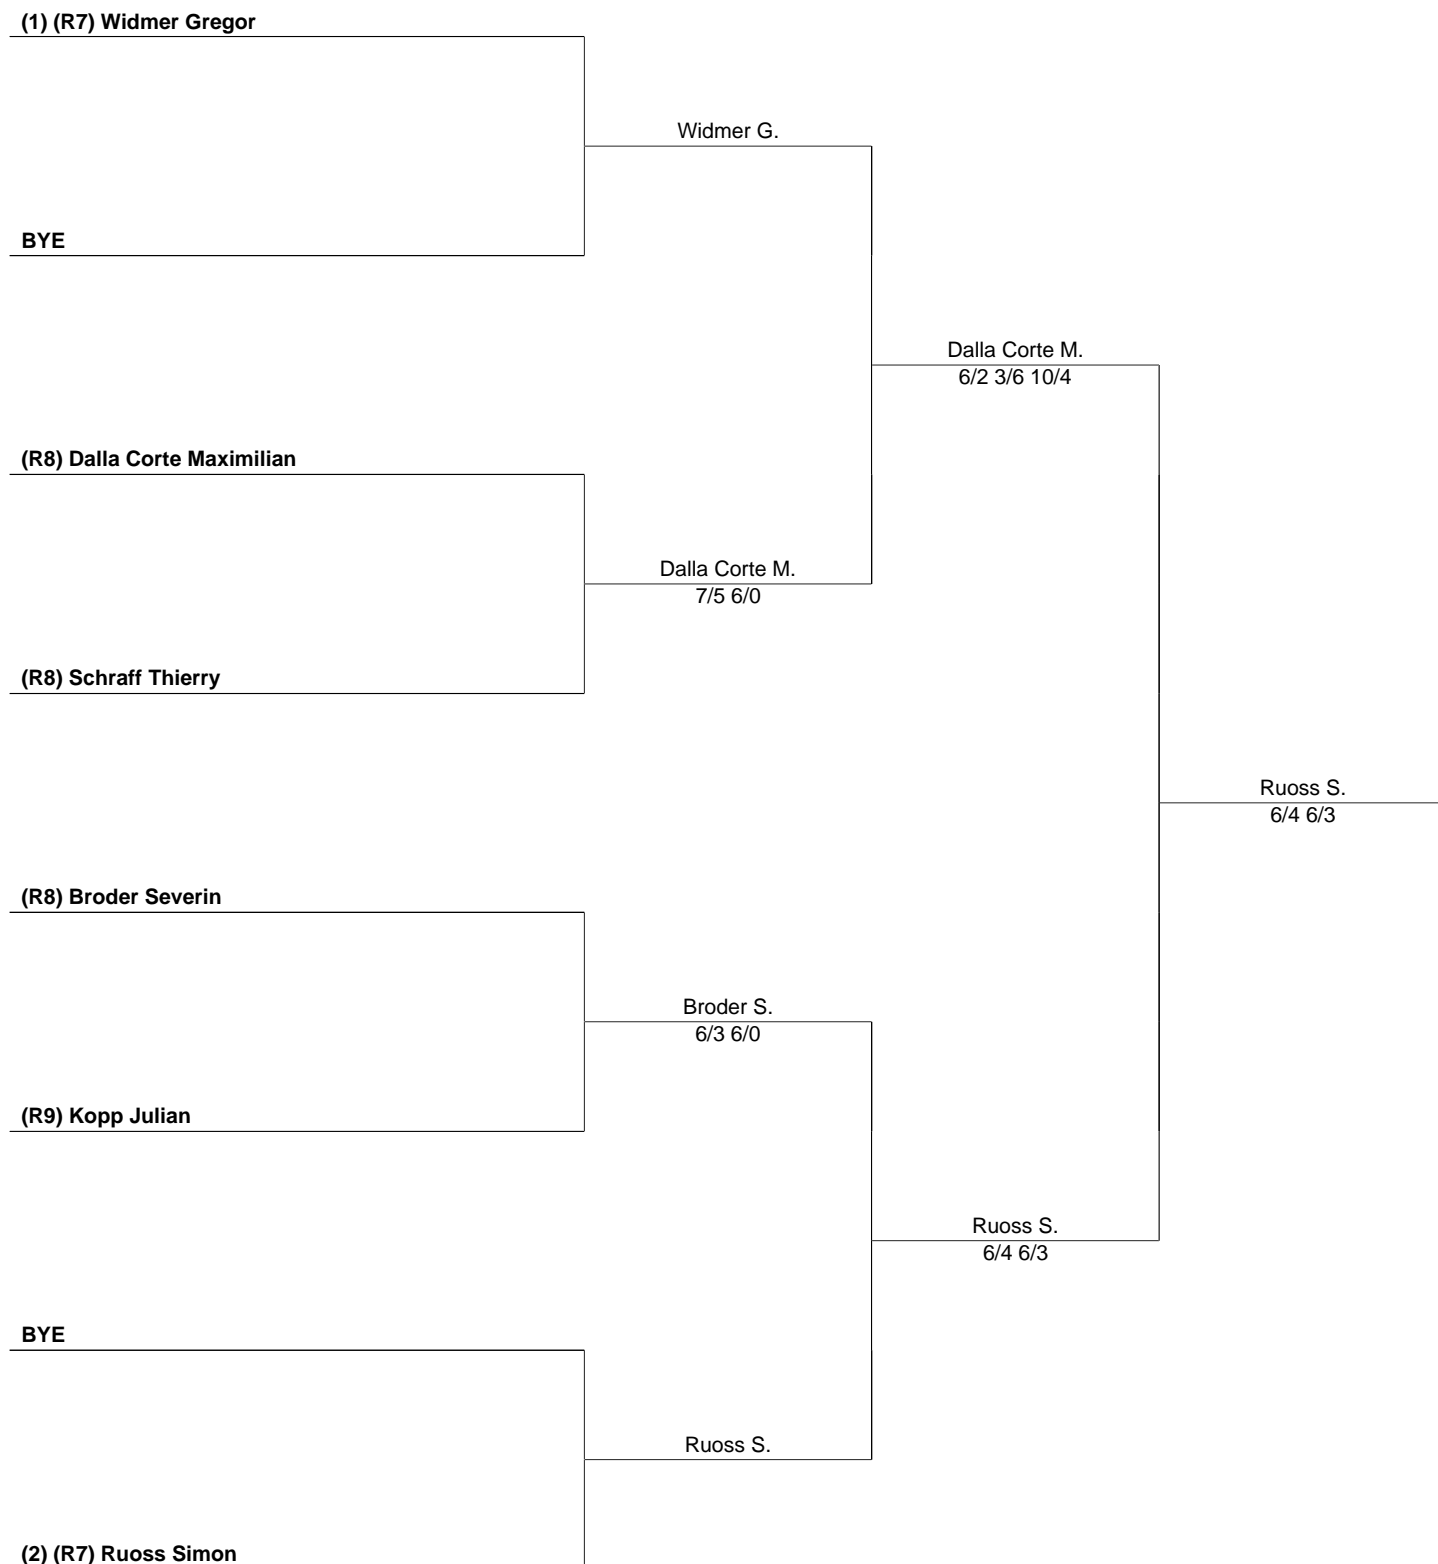 (1) (R7) Widmer Gregor
Widmer G.
BYE
Dalla Corte M.
6/2 3/6 10/4
(R8) Dalla Corte Maximilian
Dalla Corte M.
7/5 6/0
(R8) Schraff Thierry
Ruoss S.
6/4 6/3
(R8) Broder Severin
Broder S.
6/3 6/0
(R9) Kopp Julian
Ruoss S.
6/4 6/3
BYE
Ruoss S.
(2) (R7) Ruoss Simon